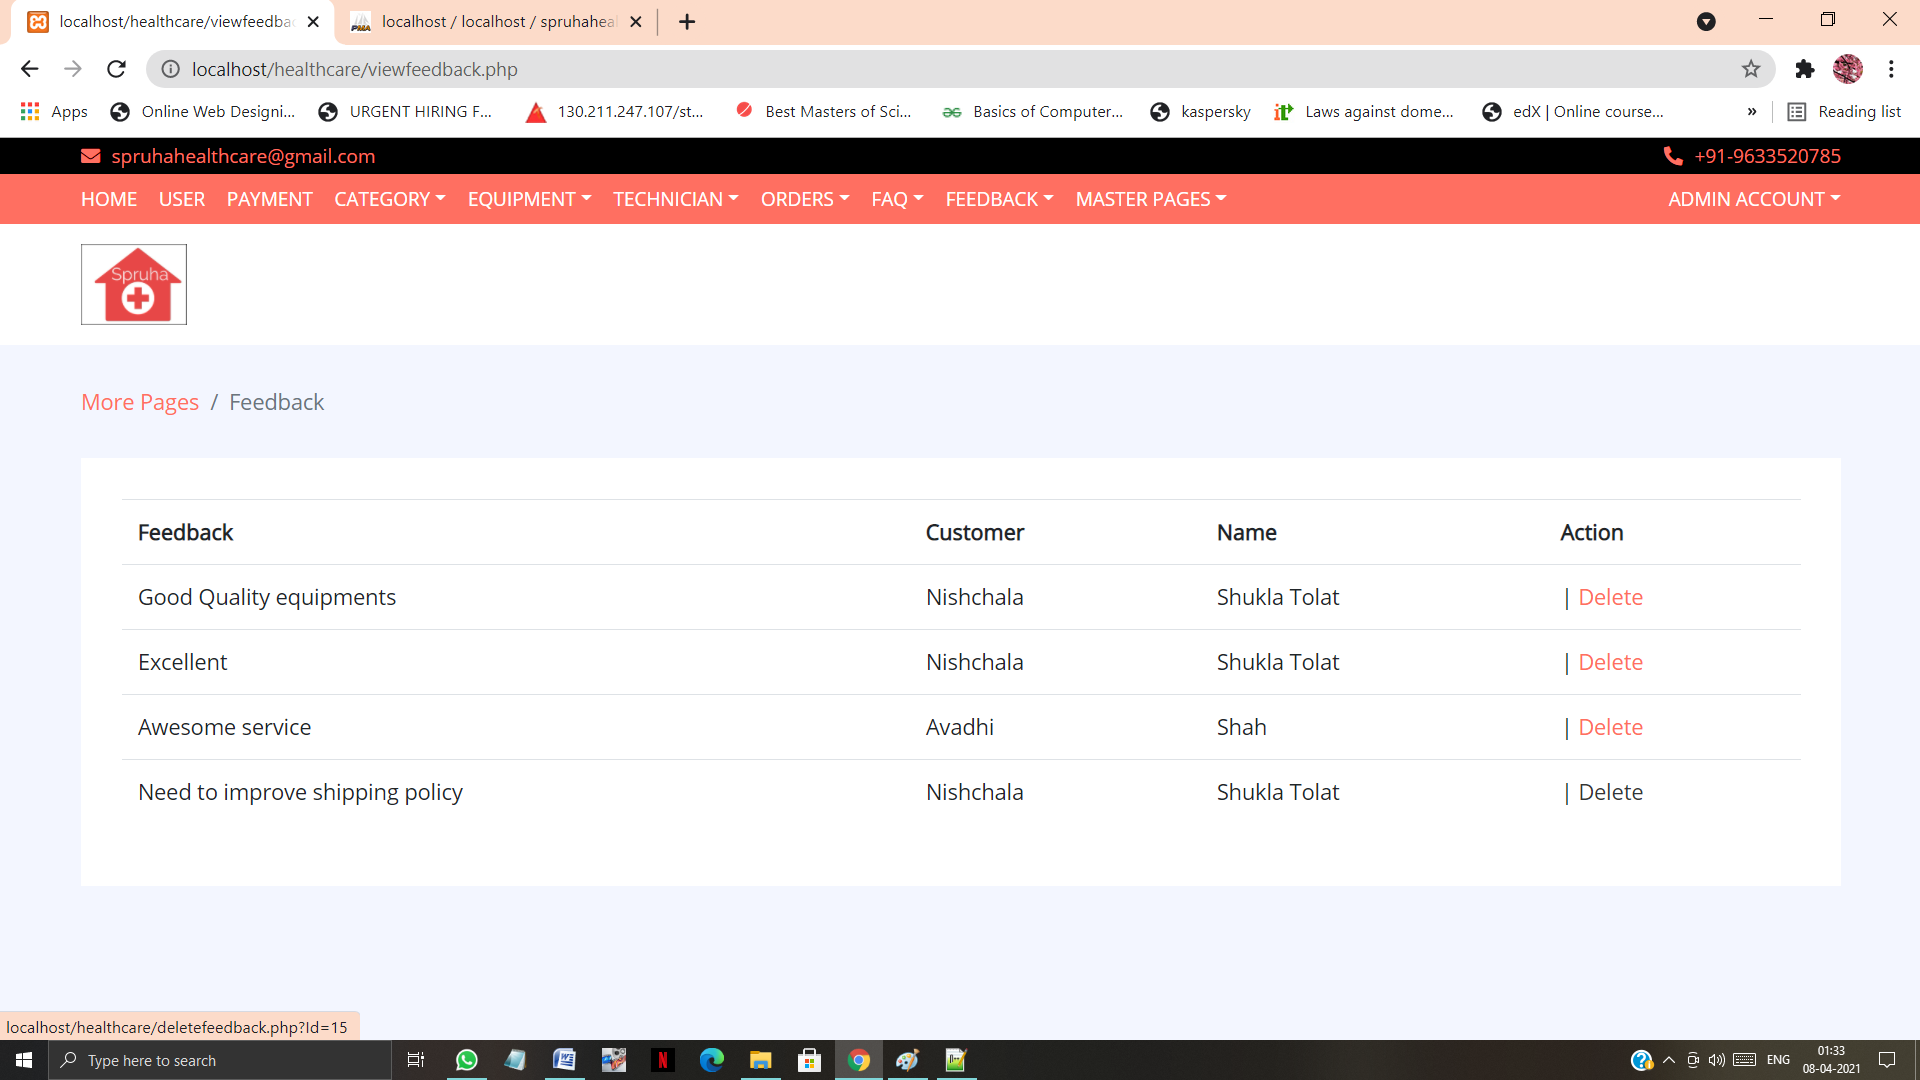 localhost/healthcare/viewfeedba
localhost / localhost / spruhaheal
localhost/healthcare/viewfeedback.php
Apps Online Web Designi... URGENT HIRING F... 130.211.247.107/st... Best Masters of Sci... Basics of Computer... kaspersky Laws against dome... edX | Online course... » Reading list
spruhahealthcare@gmail.com +91-9633520785
HOME USER PAYMENT CATEGORY EQUIPMENT TECHNICIAN ORDERS FAQ FEEDBACK MASTER PAGES ADMIN ACCOUNT
Spruha
More Pages / Feedback
Feedback Customer Name Action
Good Quality equipments Nishchala Shukla Tolat | Delete
Excellent Nishchala Shukla Tolat | Delete
Awesome service Avadhi Shah | Delete
Need to improve shipping policy Nishchala Shukla Tolat | Delete
localhost/healthcare/deletefeedback.php?Id=15
Type here to search
ENG
01:33
08-04-2021